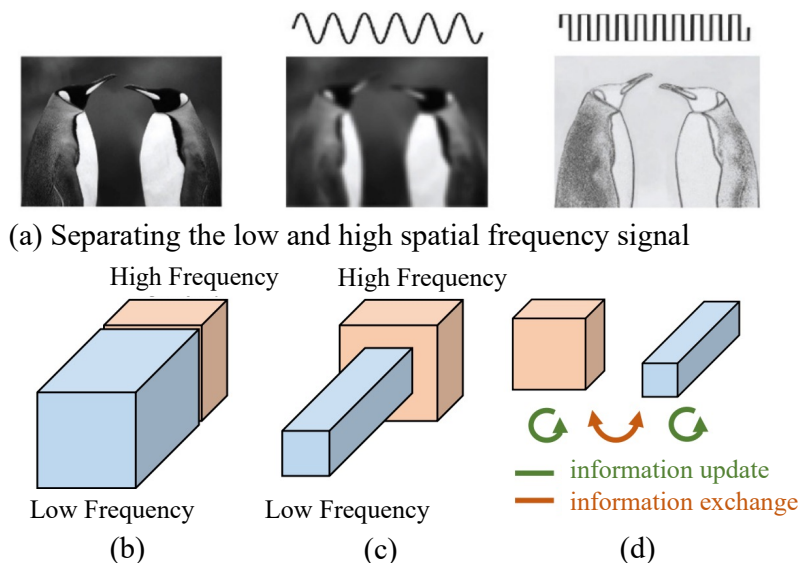 (a) Separating the low and high spatial frequency signal
High Frequency
High Frequency
Low Frequency
Low Frequency
information update
information exchange
(b)
(c)
(d)